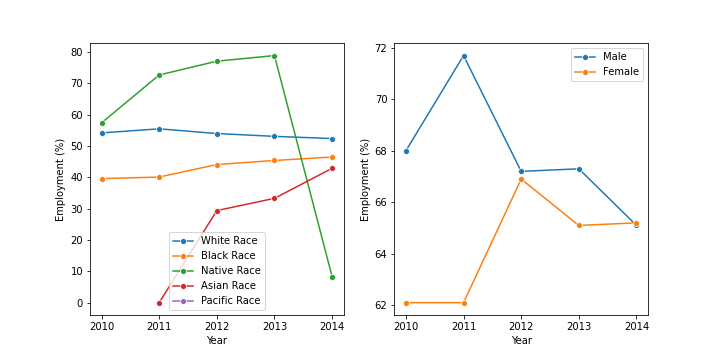 80
70
60
50
40
30
20
10
0
Employment (%)
White Race
Black Race
Native Race
Asian Race
Pacific Race
2010 2011 2012 2013 2014
Year
72
70
68
66
64
62
Employment (%)
Male
Female
2010 2011 2012 2013 2014
Year